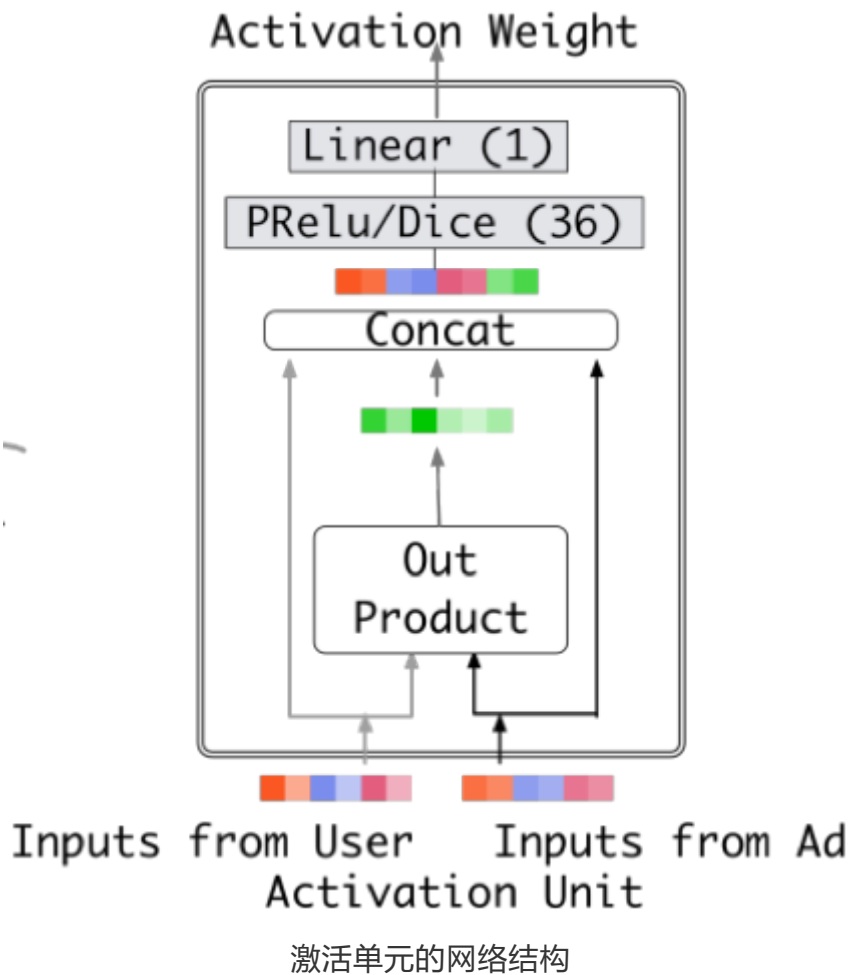 Activation Weight
Linear (1)
PRelu/Dice (36)
Concat
Out
Product
Inputs from User
Inputs from Ad
Activation Unit
激活单元的网络结构